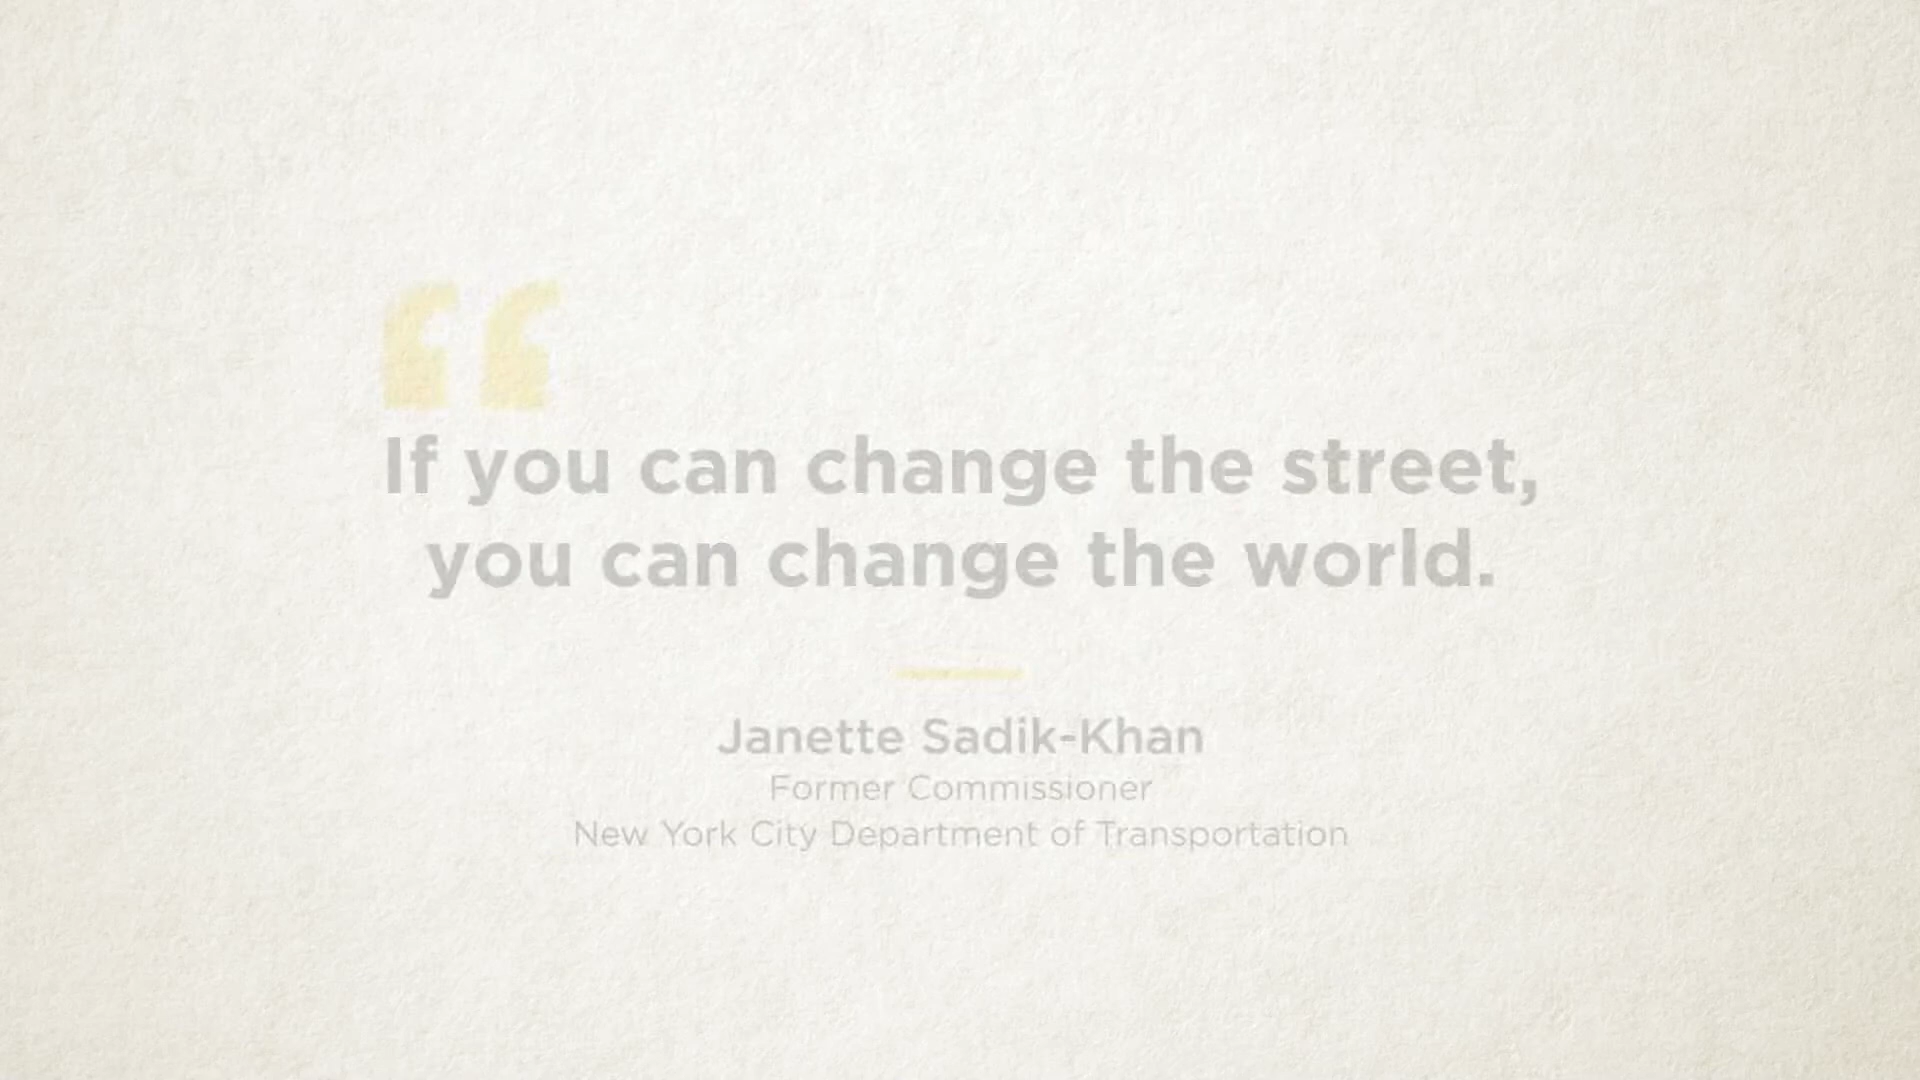 “
If you can change the street,
you can change the world.
Janette Sadik-Khan
Former Commissioner
New York City Department of Transportation